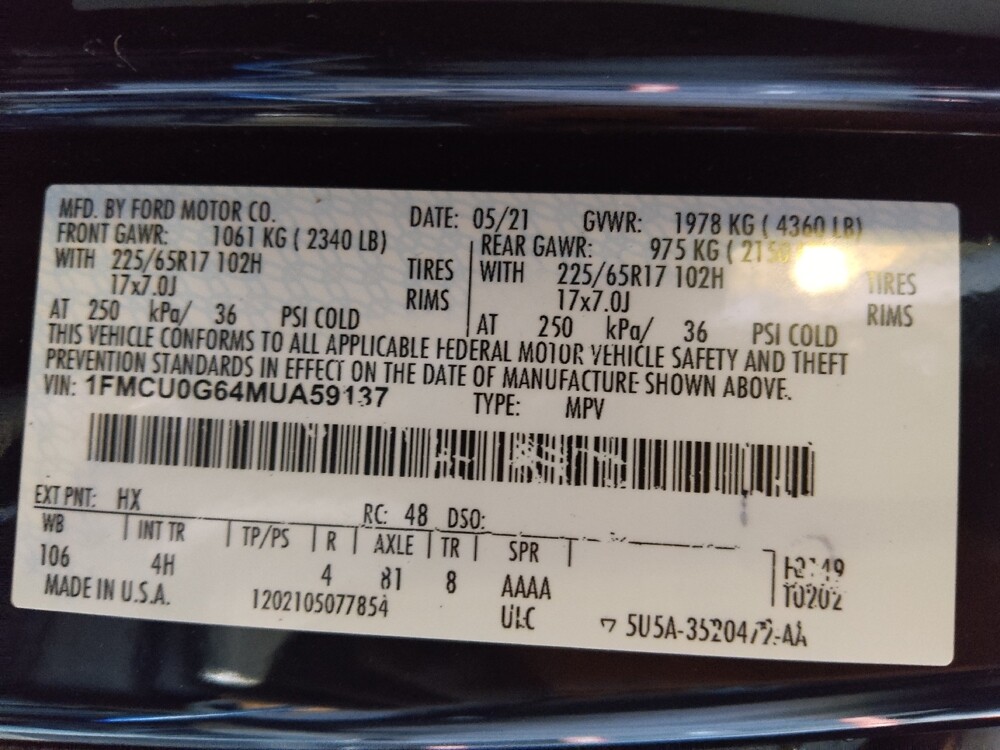 MFD. BY FORD MOTOR CO. DATE: 05/21 GVWR: 1978 KG ( 4360 LB)
FRONT GAWR: 1061 KG ( 2340 LB) REAR GAWR: 975 KG (
WITH 225/65R17 102H TIRES WITH 225/65R17 102H TIRES
17x7.0J RIMS 17x7.0J RIMS
AT 250 kPa/ 36 PSI COLD AT 250 kPa/ 36 PSI COLD
THIS VEHICLE CONFORMS TO ALL APPLICABLE FEDERAL MOTOR VEHICLE SAFETY AND THEFT
PREVENTION STANDARDS IN EFFECT ON THE DATE OF MANUFACTURE SHOWN ABOVE.
VIN: 1FMCU0G64MUA59137 TYPE: MPV
EXT PNT: HX RC: 48 DSO:
WB INT TR TP/PS R AXLE TR SPR
106 4H 4 81 8 AAAA T0202
MADE IN U.S.A. 1202105077854 ULC